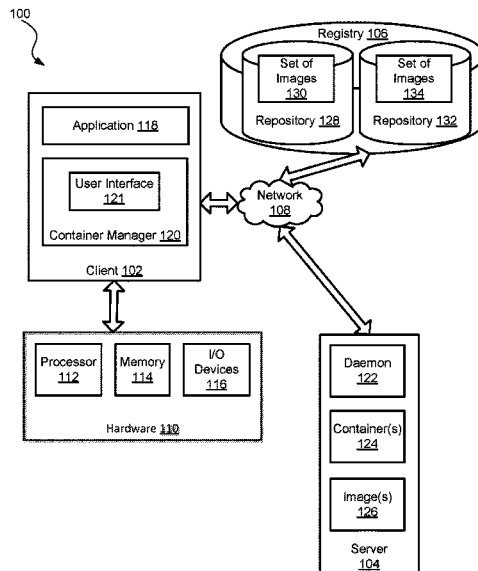 100
Registry 106
Set of
Images
130
Set of
Images
134
Repository 128
Repository 132
Application 118
User Interface
121
Container Manager 120
Client 102
Network
108
Processor
112
Memory
114
I/O
Devices
116
Hardware 110
Daemon
122
Container(s)
124
Image(s)
126
Server
104